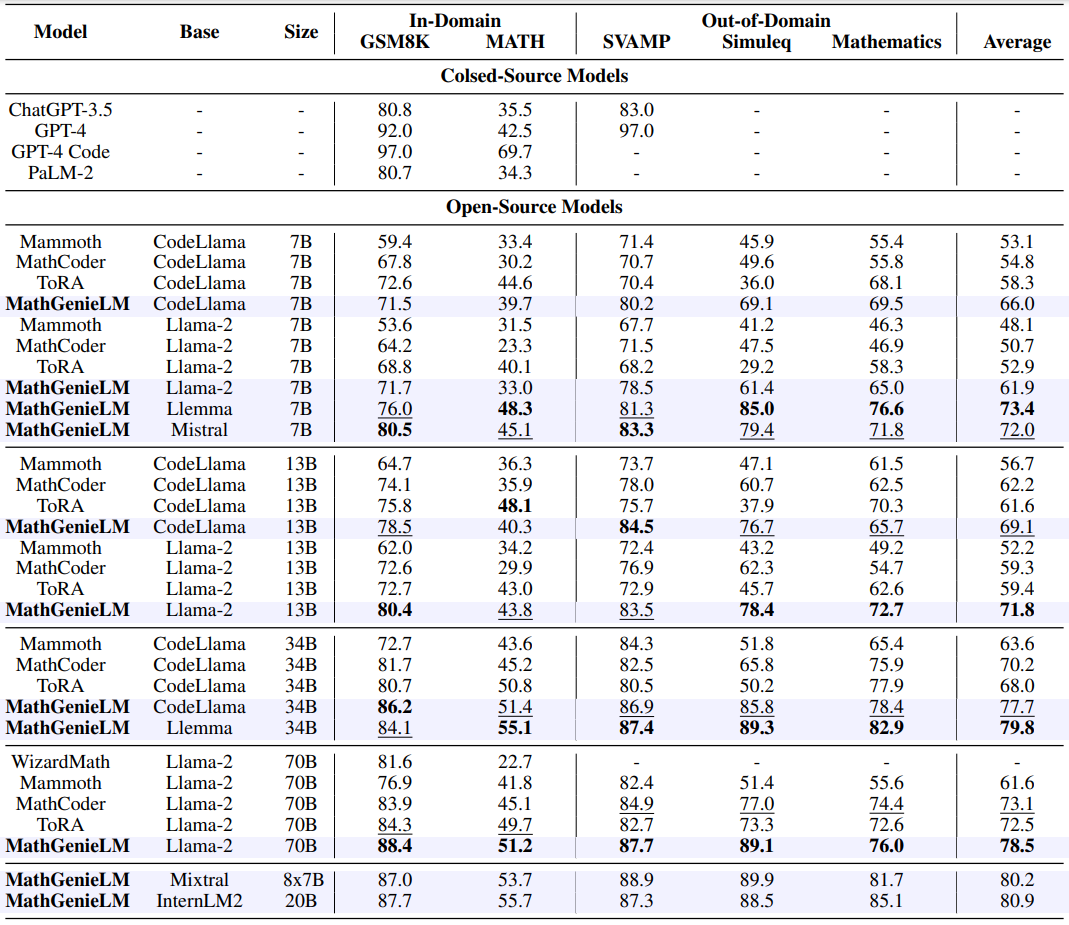 Model Base Size In-Domain Out-of-Domain Average
GSM8K MATH SVAMP Simuleq Mathematics
Colsed-Source Models
ChatGPT-3.5 - - 80.8 35.5 83.0 - - -
GPT-4 - - 92.0 42.5 97.0 - - -
GPT-4 Code - - 97.0 69.7 - - - -
PaLM-2 - - 80.7 34.3 - - - -
Open-Source Models
Mammoth CodeLlama 7B 59.4 33.4 71.4 45.9 55.4 53.1
MathCoder CodeLlama 7B 67.8 30.2 70.7 49.6 55.8 54.8
ToRA CodeLlama 7B 72.6 44.6 70.4 36.0 68.1 58.3
MathGenieLM CodeLlama 7B 71.5 39.7 80.2 69.1 69.5 66.0
Mammoth Llama-2 7B 53.6 31.5 67.7 41.2 46.3 48.1
MathCoder Llama-2 7B 64.2 23.3 71.5 47.5 46.9 50.7
ToRA Llama-2 7B 68.8 40.1 68.2 29.2 58.3 52.9
MathGenieLM Llama-2 7B 71.7 33.0 78.5 61.4 65.0 61.9
MathGenieLM Llemma 7B 76.0 48.3 81.3 85.0 76.6 73.4
MathGenieLM Mistral 7B 80.5 45.1 83.3 79.4 71.8 72.0
Mammoth CodeLlama 13B 64.7 36.3 73.7 47.1 61.5 56.7
MathCoder CodeLlama 13B 74.1 35.9 78.0 60.7 62.5 62.2
ToRA CodeLlama 13B 75.8 48.1 75.7 37.9 70.3 61.6
MathGenieLM CodeLlama 13B 78.5 40.3 84.5 76.7 65.7 69.1
Mammoth Llama-2 13B 62.0 34.2 72.4 43.2 49.2 52.2
MathCoder Llama-2 13B 72.6 29.9 76.9 62.3 54.7 59.3
ToRA Llama-2 13B 72.7 43.0 72.9 45.7 62.6 59.4
MathGenieLM Llama-2 13B 80.4 43.8 83.5 78.4 72.7 71.8
Mammoth CodeLlama 34B 72.7 43.6 84.3 51.8 65.4 63.6
MathCoder CodeLlama 34B 81.7 45.2 82.5 65.8 75.9 70.2
ToRA CodeLlama 34B 80.7 50.8 80.5 50.2 77.9 68.0
MathGenieLM CodeLlama 34B 86.2 51.4 86.9 85.8 78.4 77.7
MathGenieLM Llemma 34B 84.1 55.1 87.4 89.3 82.9 79.8
WizardMath Llama-2 70B 81.6 22.7 - - - -
Mammoth Llama-2 70B 76.9 41.8 82.4 51.4 55.6 61.6
MathCoder Llama-2 70B 83.9 45.1 84.9 77.0 74.4 73.1
ToRA Llama-2 70B 84.3 49.7 82.7 73.3 72.6 72.5
MathGenieLM Llama-2 70B 88.4 51.2 87.7 89.1 76.0 78.5
MathGenieLM Mixtral 8x7B 87.0 53.7 88.9 89.9 81.7 80.2
MathGenieLM InternLM2 20B 87.7 55.7 87.3 88.5 85.1 80.9